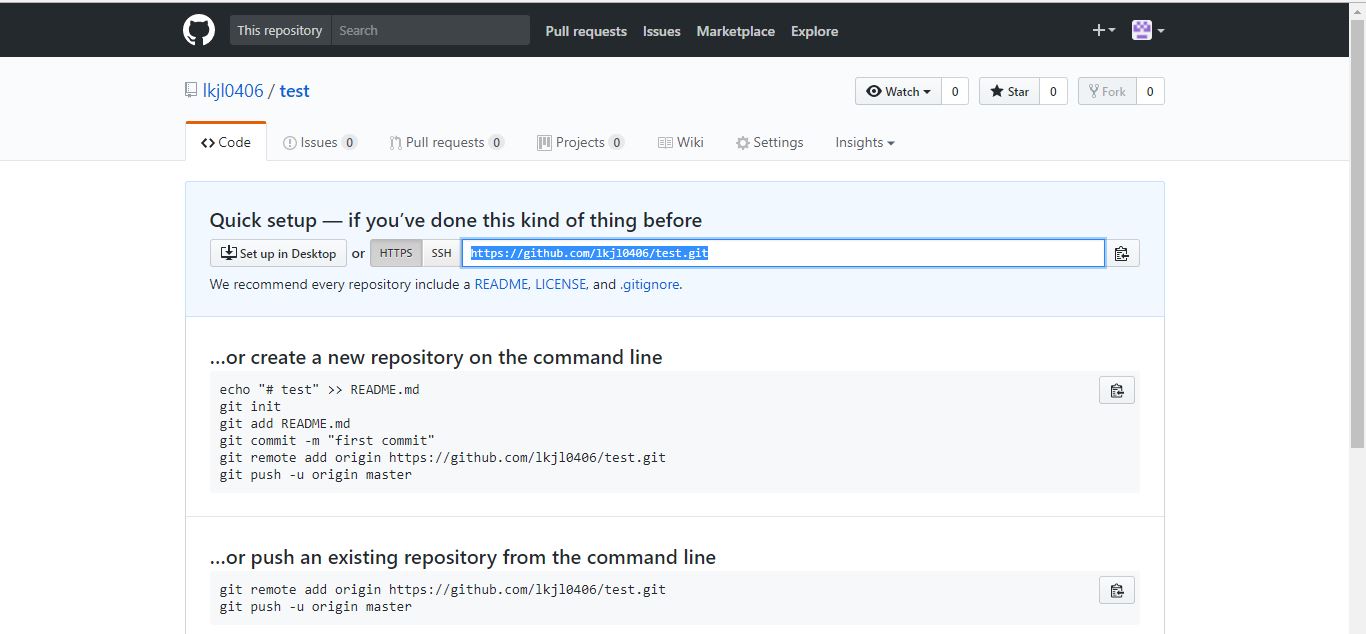 This repository Search Pull requests Issues Marketplace Explore
lkjl0406 / test Watch 0 Star 0 Fork 0
Code Issues 0 Pull requests 0 Projects 0 Wiki Settings Insights
Quick setup — if you’ve done this kind of thing before
Set up in Desktop or HTTPS SSH https://github.com/lkjl0406/test.git
We recommend every repository include a README, LICENSE, and .gitignore.
…or create a new repository on the command line
echo "# test" >> README.md
git init
git add README.md
git commit -m "first commit"
git remote add origin https://github.com/lkjl0406/test.git
git push -u origin master
…or push an existing repository from the command line
git remote add origin https://github.com/lkjl0406/test.git
git push -u origin master